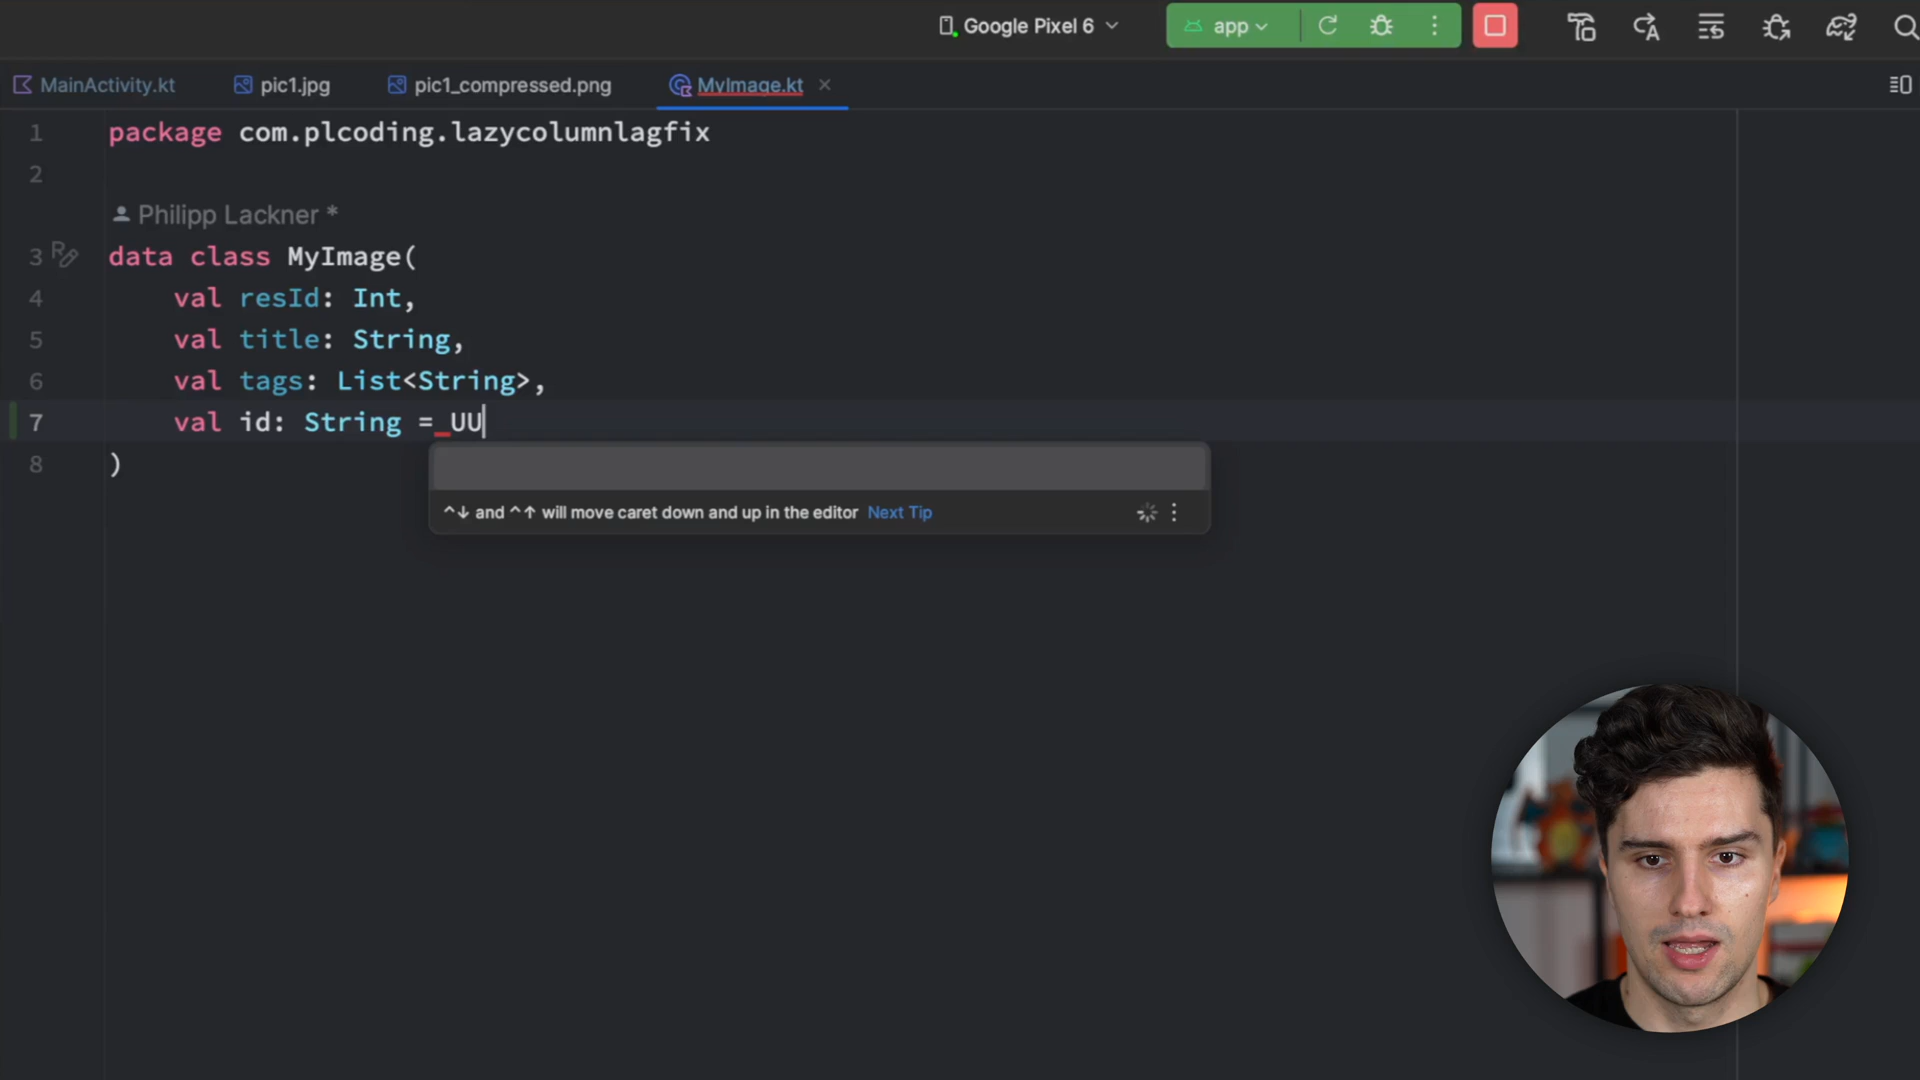 Google Pixel 6
app
MainActivity.kt
pic1.jpg
pic1_compressed.png
MyImage.kt
1 package com.plcoding.lazycolumnlagfix
2
Philipp Lackner *
3 data class MyImage(
4 val resId: Int,
5 val title: String,
6 val tags: List<String>,
7 val id: String = UU
8 )
^↓ and ^↑ will move caret down and up in the editor Next Tip